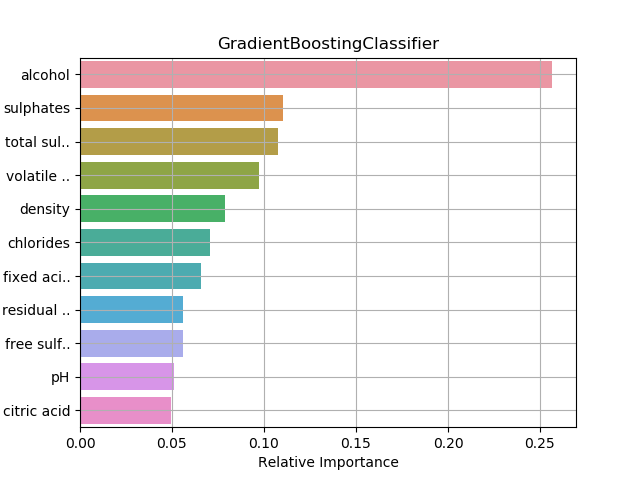 GradientBoostingClassifier
alcohol
sulphates
total sul..
volatile ..
density
chlorides
fixed aci..
residual ..
free sulf..
pH
citric acid
0.00 0.05 0.10 0.15 0.20 0.25
Relative Importance